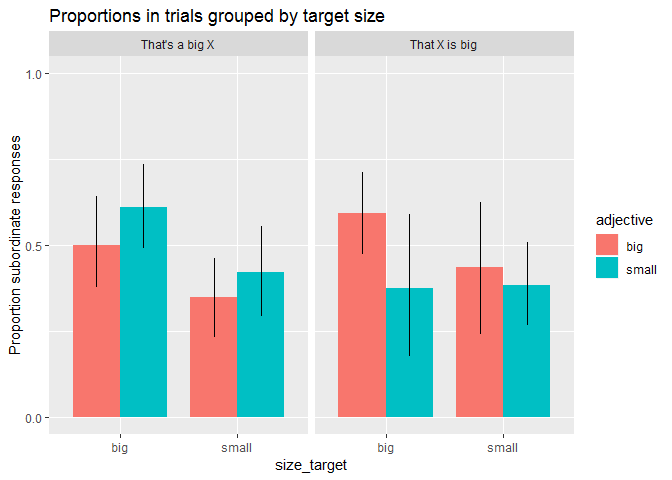 Proportions in trials grouped by target size
That's a big X
That X is big
Proportion subordinate responses
1.0
0.5
0.0
big
small
big
small
size_target
adjective
big
small